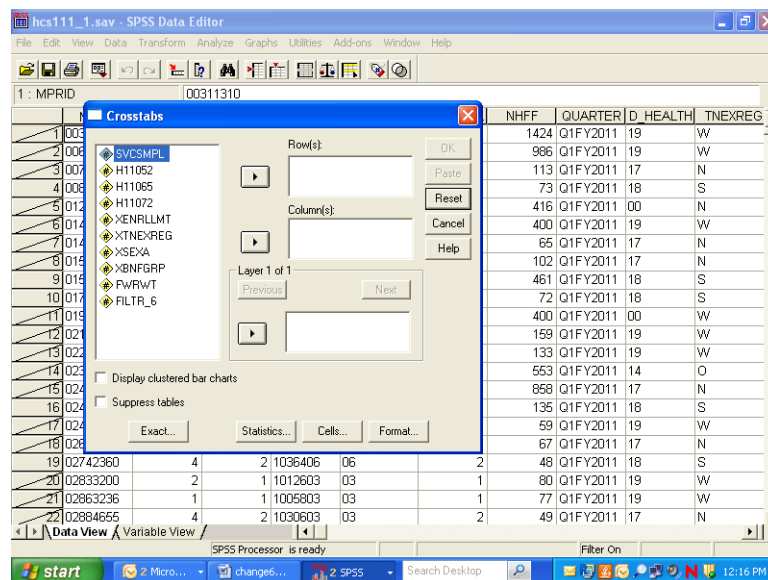 hcs111_1.sav - SPSS Data Editor
File Edit View Data Transform Analyze Graphs Utilities Add-ons Window Help
1 : MPRID 00311310
NHFF QUARTER D_HEALTH TNEXREG
Crosstabs
SVCSMPL
H11052
H11065
H11072
XENRLLMT
XTNEXREG
XSEXA
XBNFGRP
FWRWT
FILTR_6
Row(s):
Column(s):
Layer 1 of 1
Previous Next
OK
Paste
Reset
Cancel
Help
Display clustered bar charts
Suppress tables
Exact... Statistics... Cells... Format...
1 003 1424 Q1FY2011 19 W
2 006 986 Q1FY2011 19 W
3 007 113 Q1FY2011 17 N
4 008 73 Q1FY2011 18 S
5 012 416 Q1FY2011 00 N
6 014 400 Q1FY2011 19 W
7 014 65 Q1FY2011 17 N
8 015 102 Q1FY2011 17 N
9 015 461 Q1FY2011 18 S
10 017 72 Q1FY2011 18 S
11 019 400 Q1FY2011 00 W
12 021 159 Q1FY2011 19 W
13 022 133 Q1FY2011 19 W
14 023 553 Q1FY2011 14 O
15 024 858 Q1FY2011 17 N
16 024 135 Q1FY2011 18 S
17 024 59 Q1FY2011 19 W
18 026 67 Q1FY2011 17 N
19 02742360 4 2 1036406 06 2 48 Q1FY2011 18 S
20 02833200 2 1 1012603 03 1 80 Q1FY2011 19 W
21 02863236 1 1 1005803 03 1 77 Q1FY2011 19 W
22 02884655 4 2 1030603 03 2 49 Q1FY2011 17 N
Data View Variable View
SPSS Processor is ready Filter On
start 2 Micro... change6... 2 SPSS Search Desktop 12:16 PM